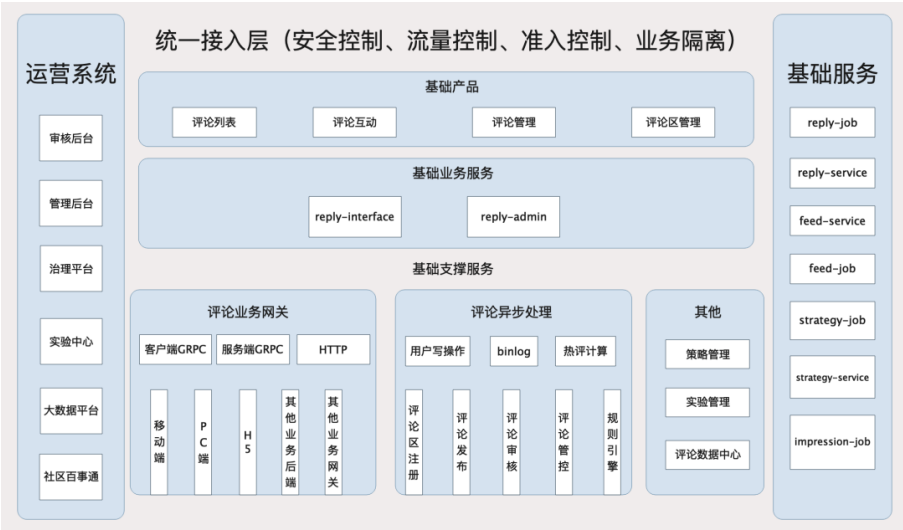 统一接入层（安全控制、流量控制、准入控制、业务隔离）
运营系统
审核后台
管理后台
治理平台
实验中心
大数据平台
社区百事通
基础产品
评论列表
评论互动
评论管理
评论区管理
基础业务服务
reply-interface
reply-admin
基础支撑服务
评论业务网关
客户端GRPC
服务端GRPC
HTTP
移动端
PC端
H5
其他业务后端
其他业务网关
评论异步处理
用户写操作
binlog
热评计算
评论区注册
评论发布
评论审核
评论管控
规则引擎
其他
策略管理
实验管理
评论数据中心
基础服务
reply-job
reply-service
feed-service
feed-job
strategy-job
strategy-service
impression-job